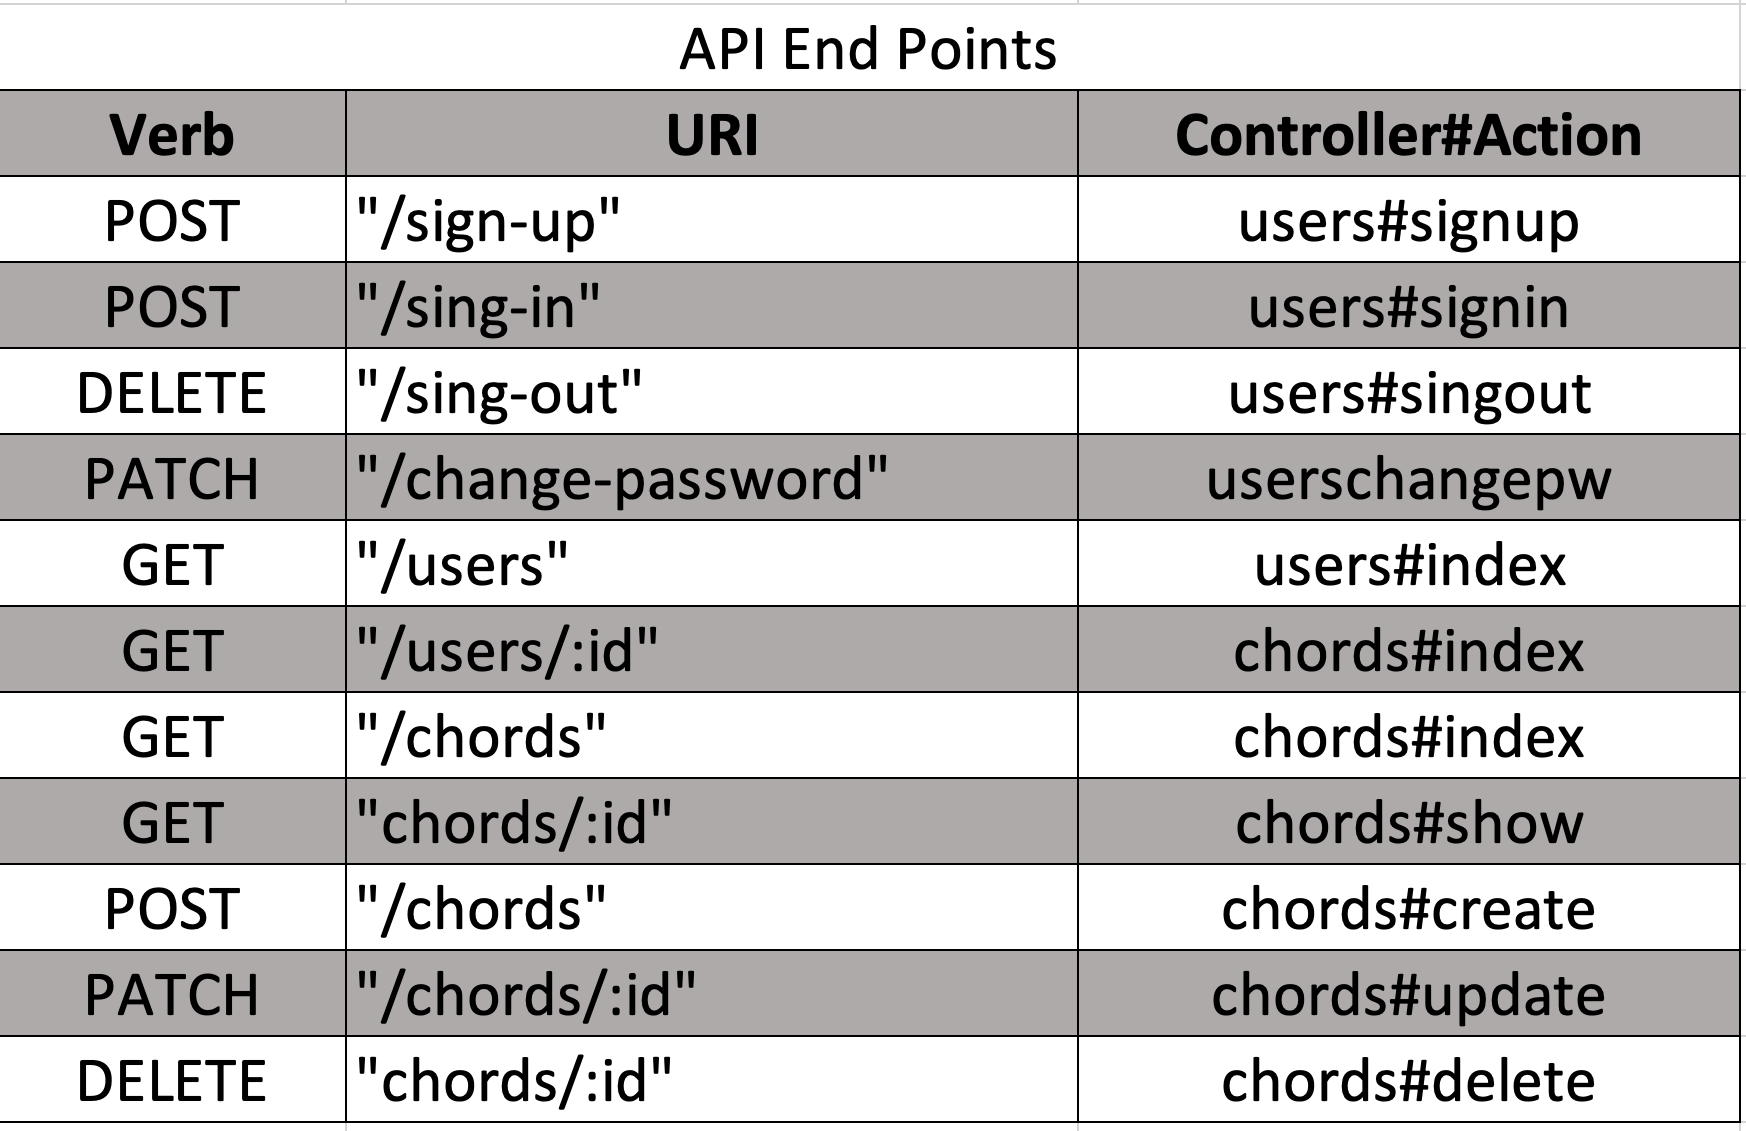 API End Points
Verb URI Controller#Action
POST "/sign-up" users#signup
POST "/sing-in" users#signin
DELETE "/sing-out" users#singout
PATCH "/change-password" userschangepw
GET "/users" users#index
GET "/users/:id" chords#index
GET "/chords" chords#index
GET "chords/:id" chords#show
POST "/chords" chords#create
PATCH "/chords/:id" chords#update
DELETE "chords/:id" chords#delete